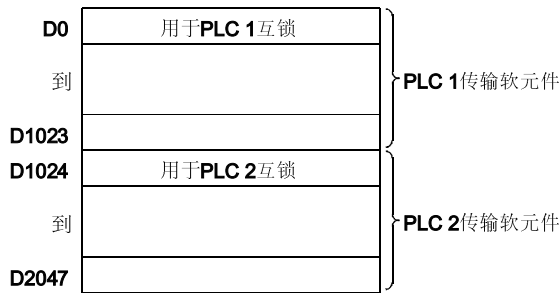 D0 用于PLC 1互锁
到
PLC 1传输软元件
D1023
D1024 用于PLC 2互锁
到
PLC 2传输软元件
D2047